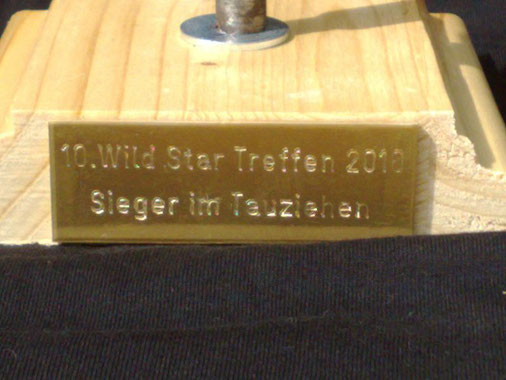 10.Wild Star Treffen 2010
Sieger im Tauziehen